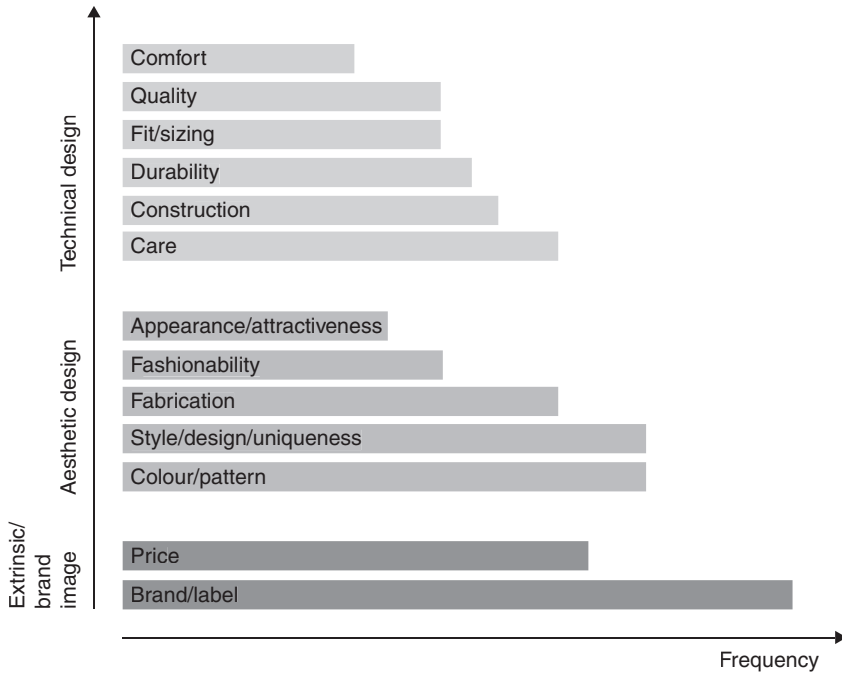 Technical design
Comfort
Quality
Fit/sizing
Durability
Construction
Care
Aesthetic design
Appearance/attractiveness
Fashionability
Fabrication
Style/design/uniqueness
Colour/pattern
Extrinsic/
brand
image
Price
Brand/label
Frequency